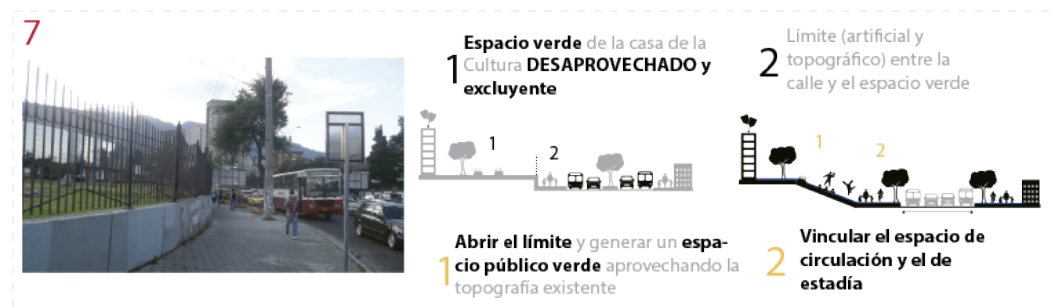 7
1 Espacio verde de la casa de la
Cultura DESAPROVECHADO y
excluyente
2 Límite (artificial y
topográfico) entre la
calle y el espacio verde
1
2
1
2
1 Abrir el límite y generar un espa-
cio público verde aprovechando la
topografía existente
2 Vincular el espacio de
circulación y el de
estadía